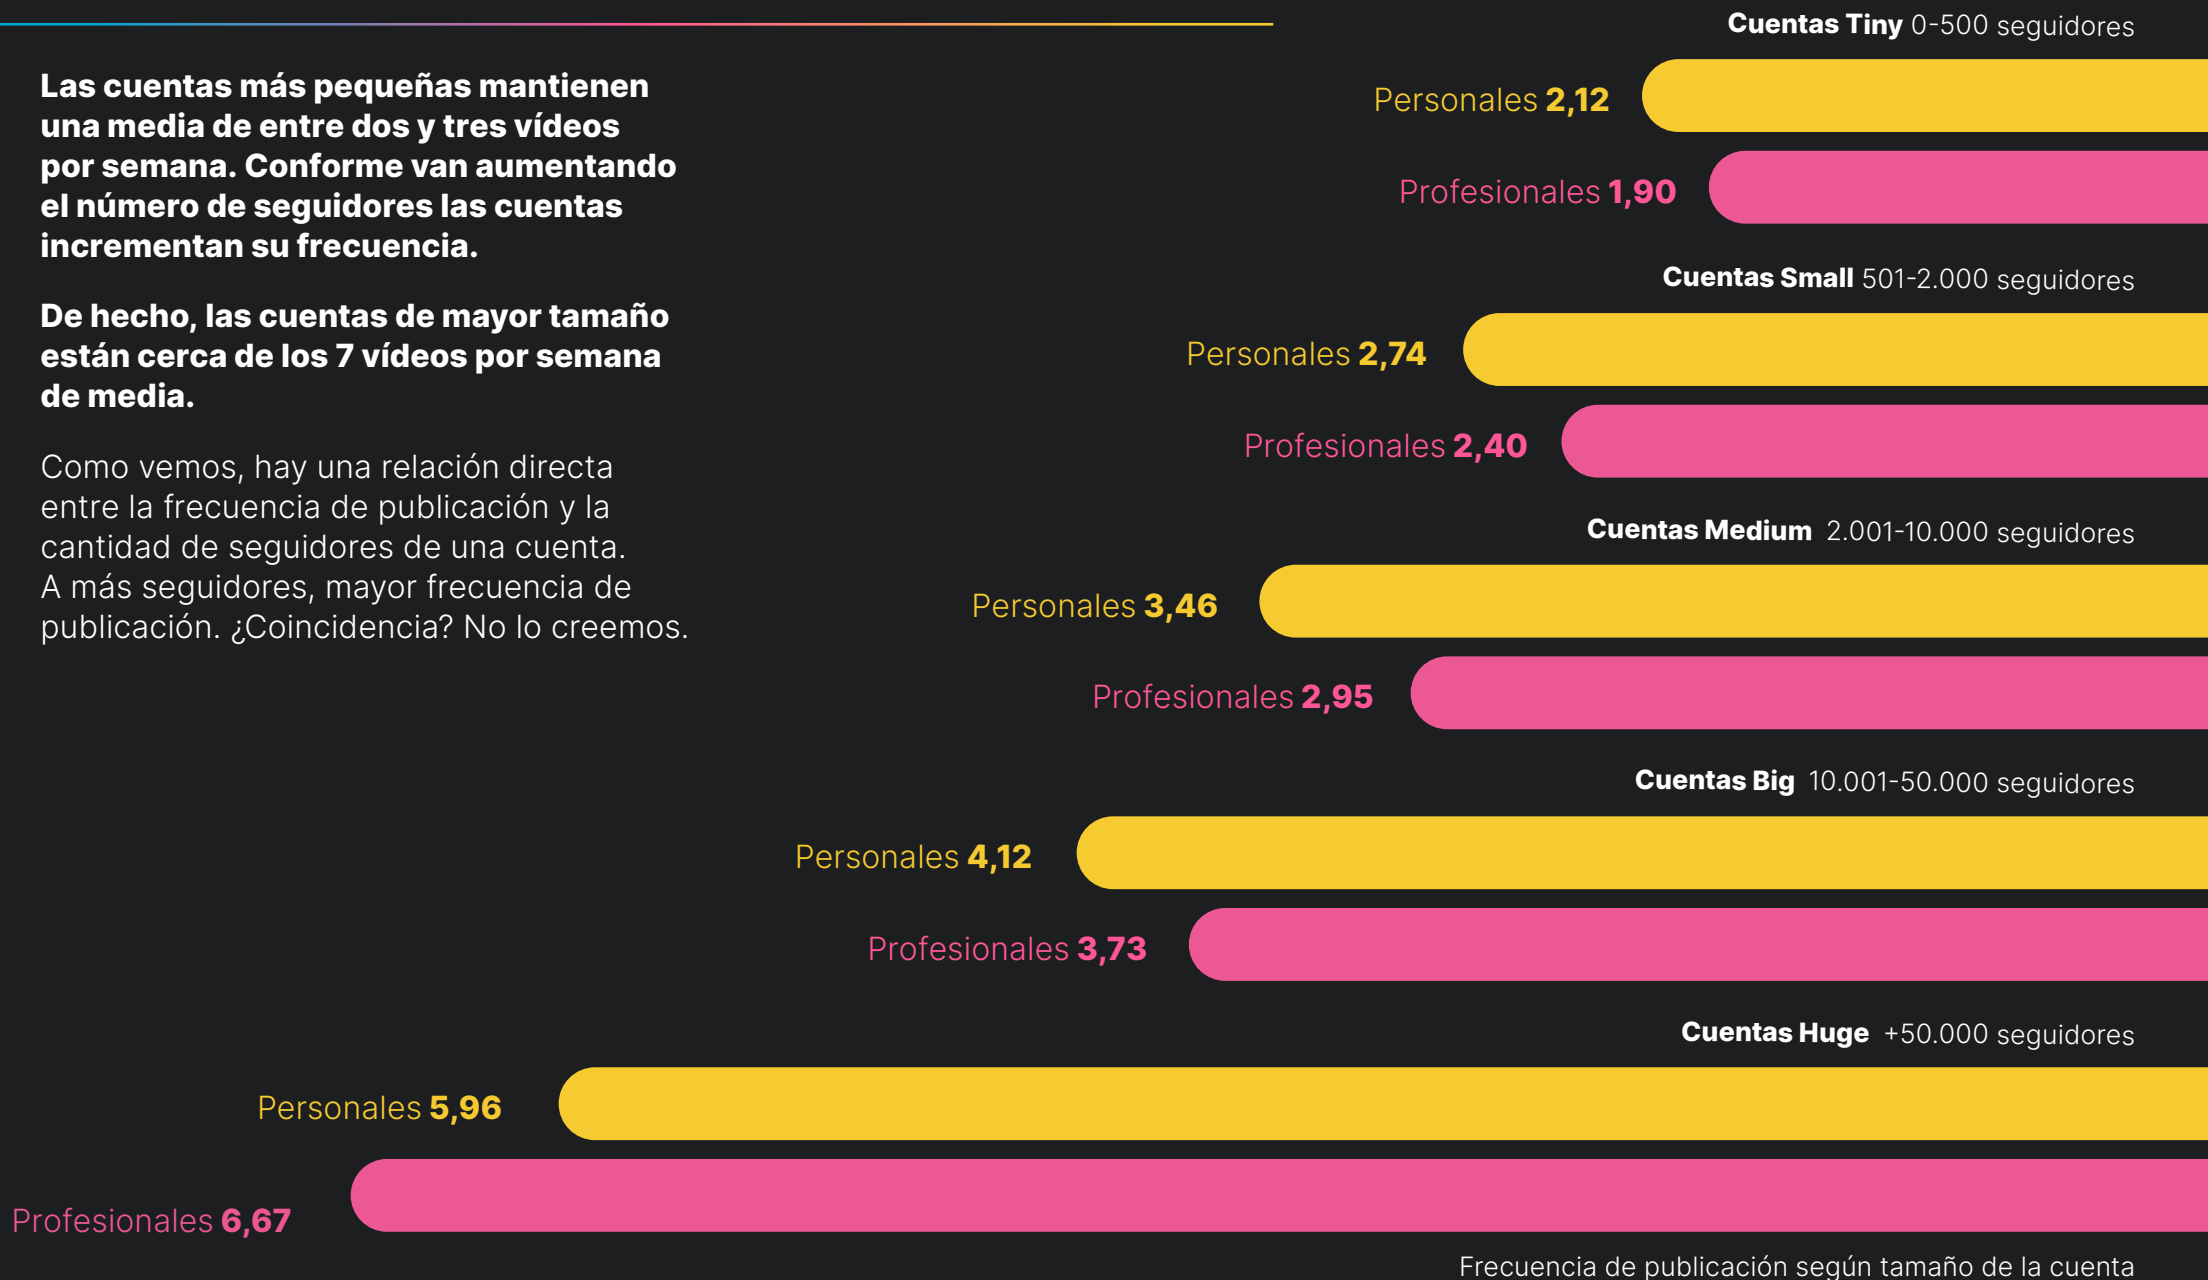 Las cuentas más pequeñas mantienen
una media de entre dos y tres vídeos
por semana. Conforme van aumentando
el número de seguidores las cuentas
incrementan su frecuencia.
De hecho, las cuentas de mayor tamaño
están cerca de los 7 vídeos por semana
de media.
Como vemos, hay una relación directa
entre la frecuencia de publicación y la
cantidad de seguidores de una cuenta.
A más seguidores, mayor frecuencia de
publicación. ¿Coincidencia? No lo creemos.
Cuentas Tiny 0-500 seguidores
Personales 2,12
Profesionales 1,90
Cuentas Small 501-2.000 seguidores
Personales 2,74
Profesionales 2,40
Cuentas Medium 2.001-10.000 seguidores
Personales 3,46
Profesionales 2,95
Cuentas Big 10.001-50.000 seguidores
Personales 4,12
Profesionales 3,73
Cuentas Huge +50.000 seguidores
Personales 5,96
Profesionales 6,67
Frecuencia de publicación según tamaño de la cuenta